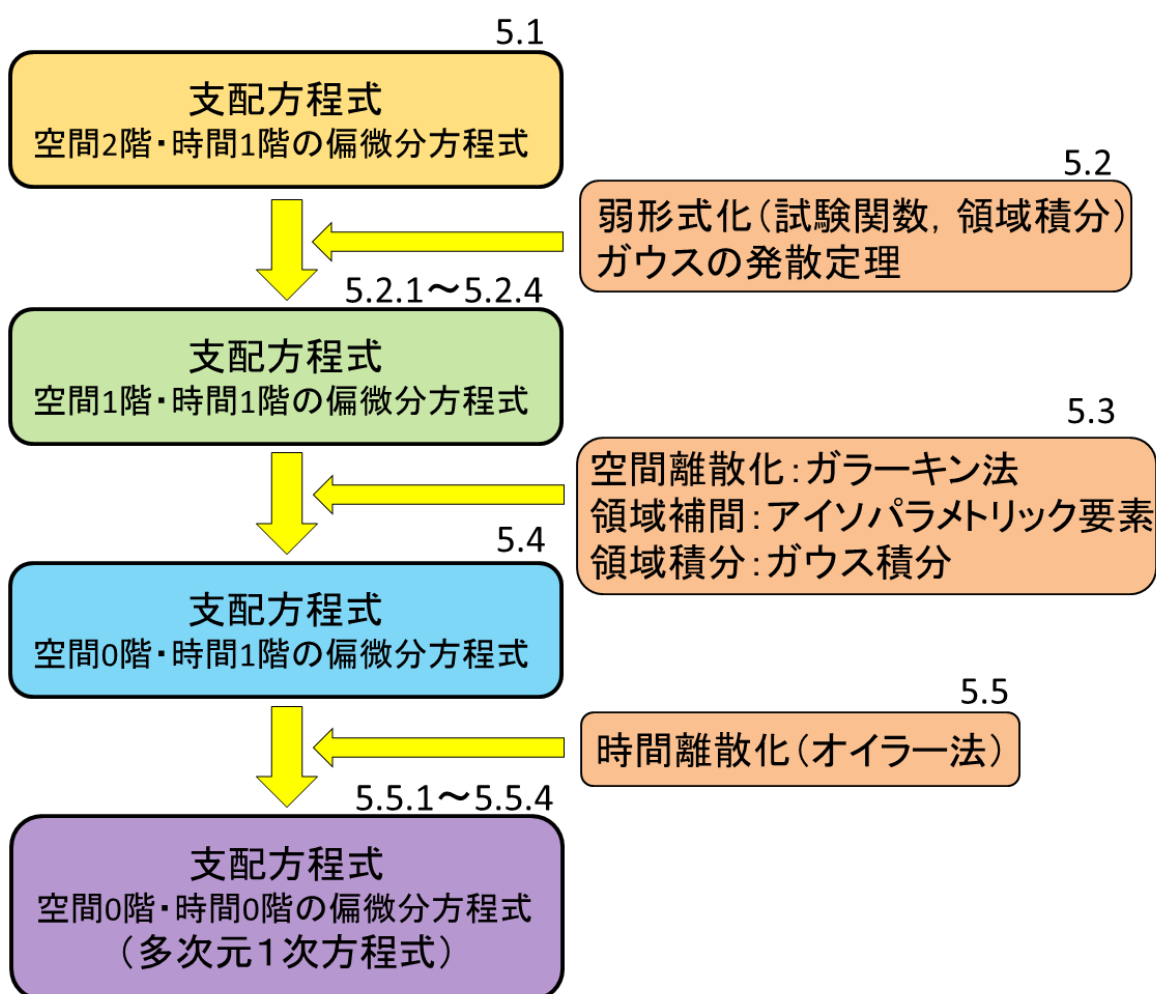 5.1
支配方程式
空間2階・時間1階の偏微分方程式
5.2
弱形式化(試験関数, 領域積分)
ガウスの発散定理
5.2.1~5.2.4
支配方程式
空間1階・時間1階の偏微分方程式
5.3
空間離散化:ガラーキン法
領域補間:アイソパラメトリック要素
領域積分:ガウス積分
5.4
支配方程式
空間0階・時間1階の偏微分方程式
5.5
時間離散化(オイラー法)
5.5.1~5.5.4
支配方程式
空間0階・時間0階の偏微分方程式
(多次元1次方程式)